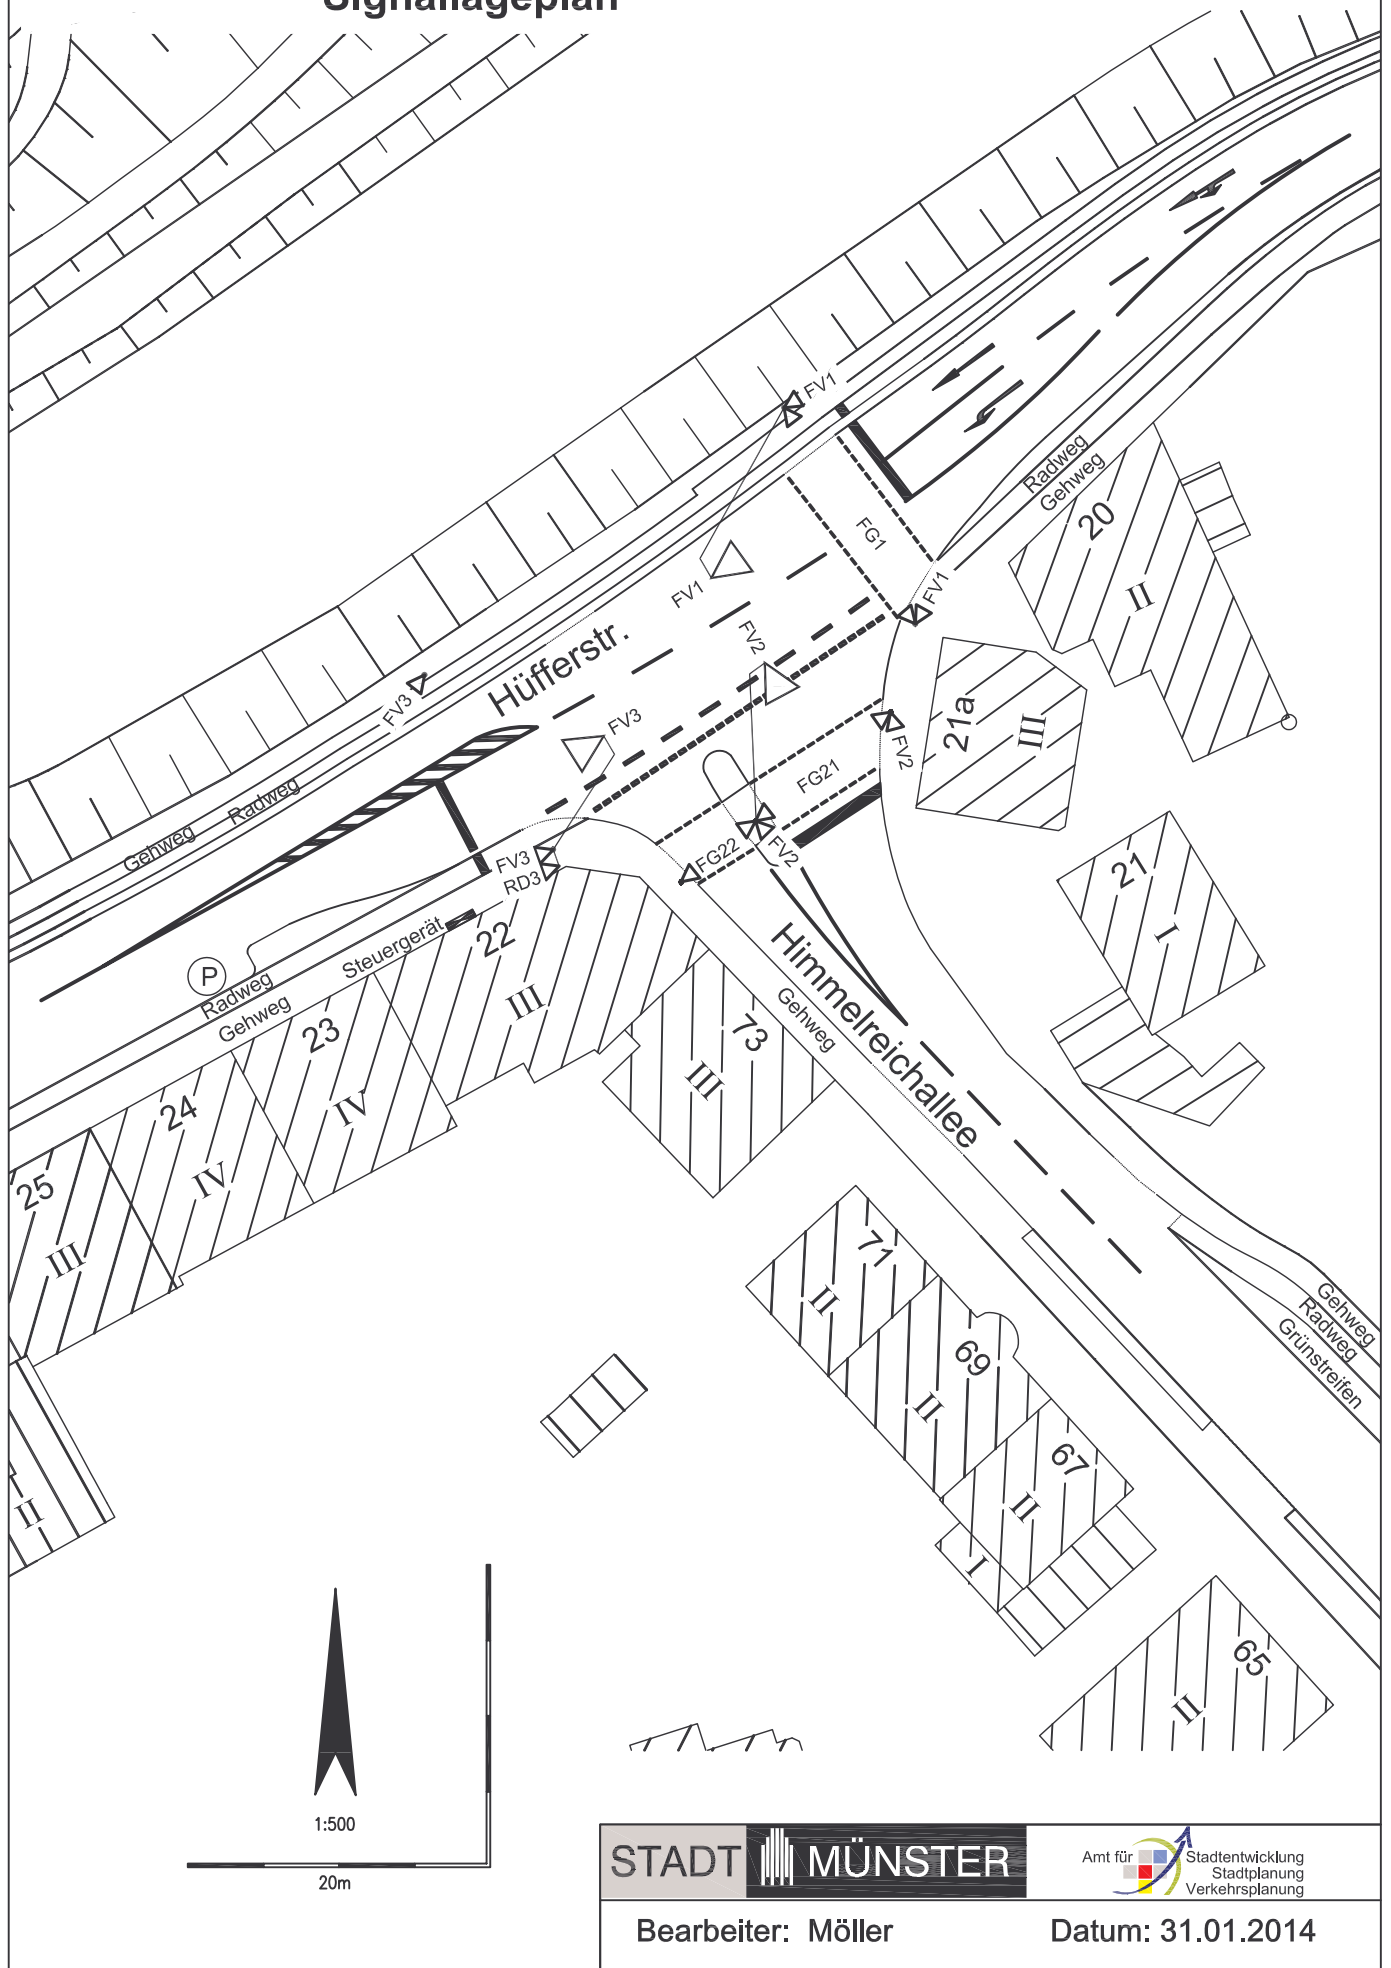 Signallageplan
FV1
Radweg
Gehweg
20
II
FG1
FV1
FV1
FV2
Hüfferstr.
FV3
FV3
21a
III
FV2
FG21
Radweg
Gehweg
FG22
FV2
FV3
RD3
21
I
22
III
Steuergerät
P
Radweg
Gehweg
23
IV
24
IV
25
III
II
Himmelreichallee
Gehweg
73
III
71
II
69
II
67
II
I
65
II
Gehweg
Radweg
Grünstreifen
1:500
20m
STADT MÜNSTER
Amt für Stadtentwicklung
Stadtplanung
Verkehrsplanung
Bearbeiter: Möller
Datum: 31.01.2014